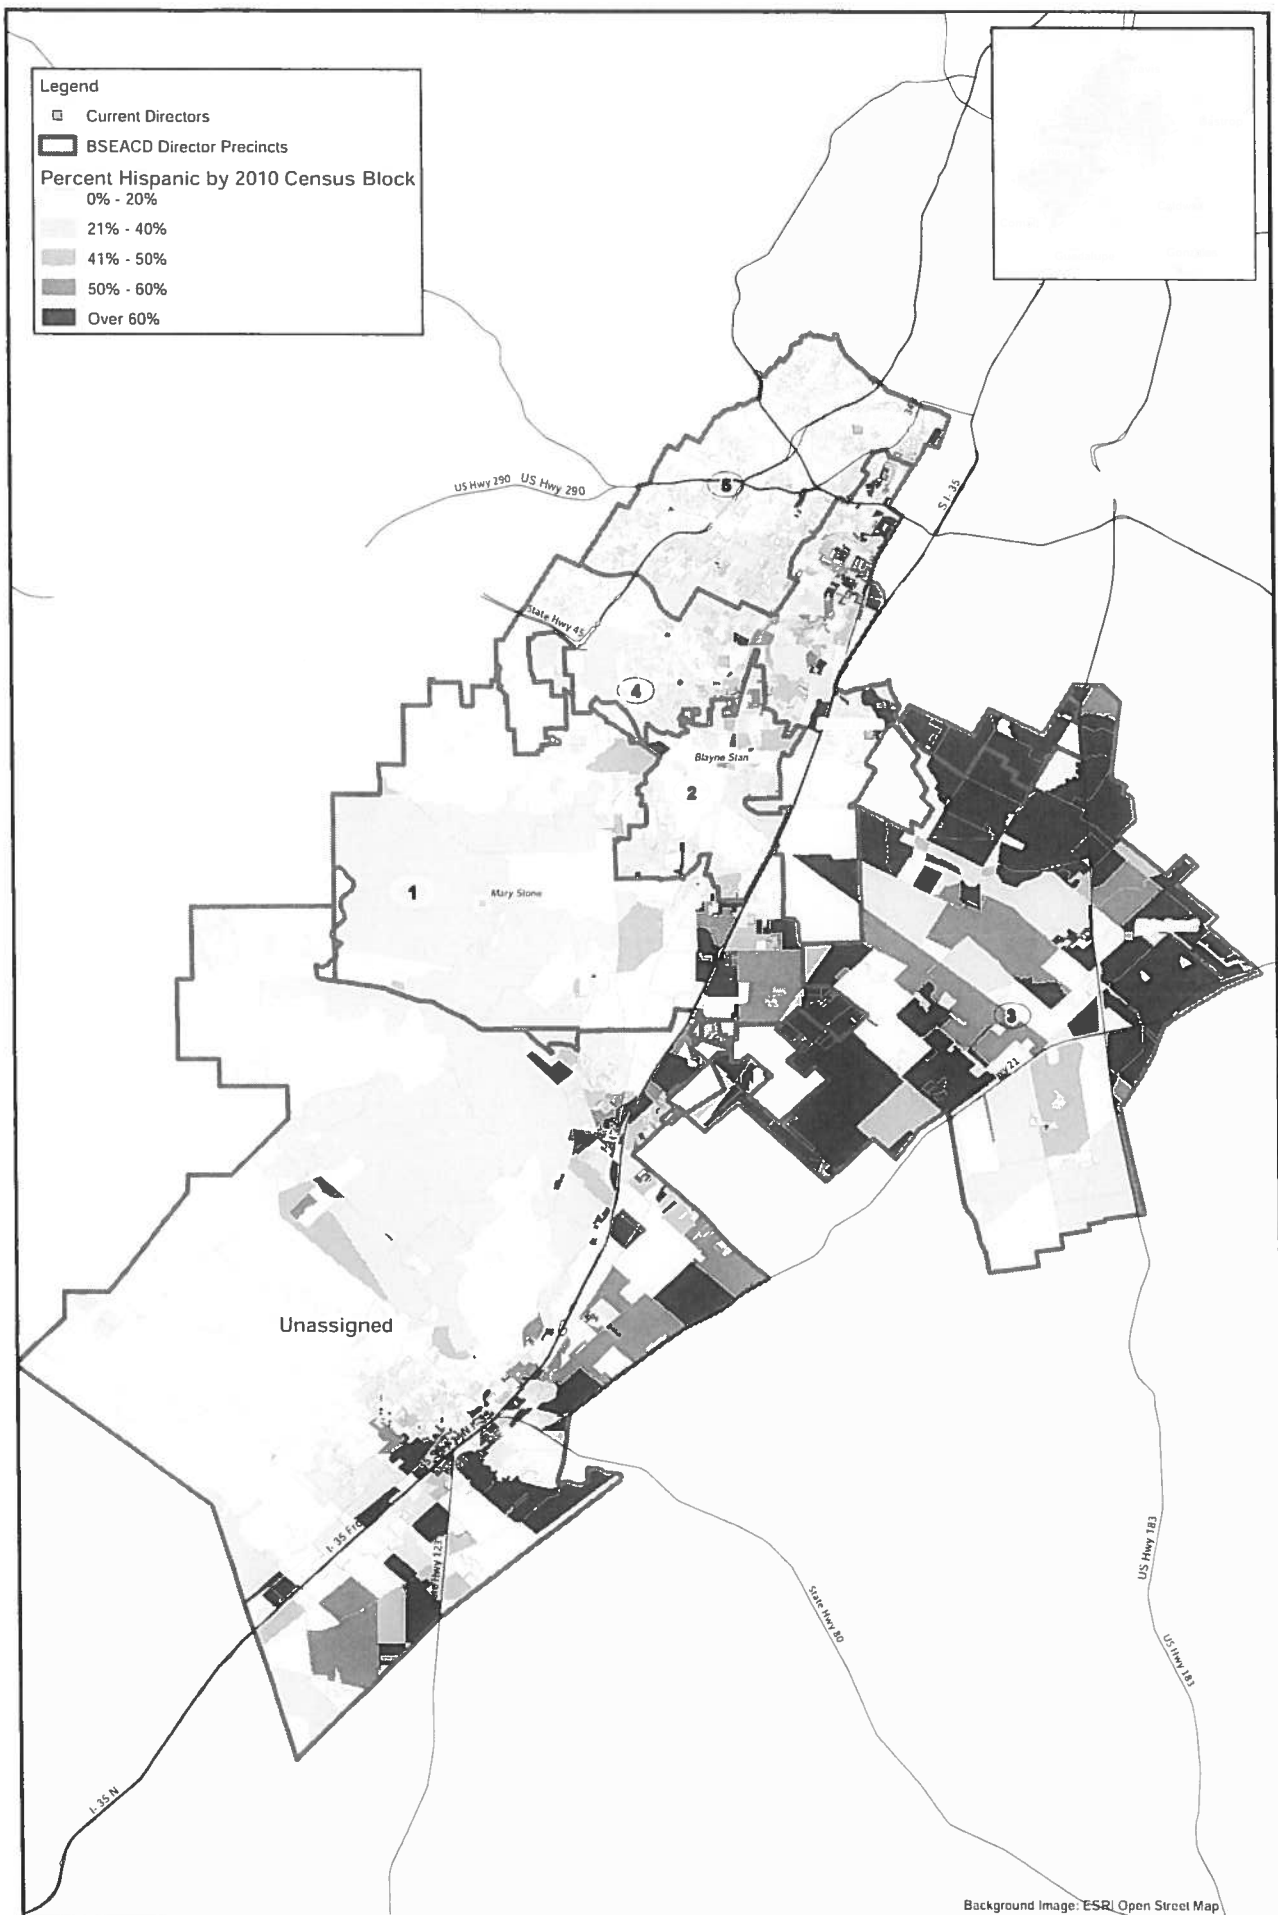 Legend
Current Directors
BSEACD Director Precincts
Percent Hispanic by 2010 Census Block
0% - 20%
21% - 40%
41% - 50%
50% - 60%
Over 60%
US Hwy 290
US Hwy 290
5
S I- 35
State Hwy 45
4
Blayne Stan
2
1
Mary Stone
3
wy 21
Unassigned
I- 35 Fro
Hwy 123
State Hwy 80
US Hwy 183
US Hwy 183
I- 35 N
Background Image: ESRI Open Street Map